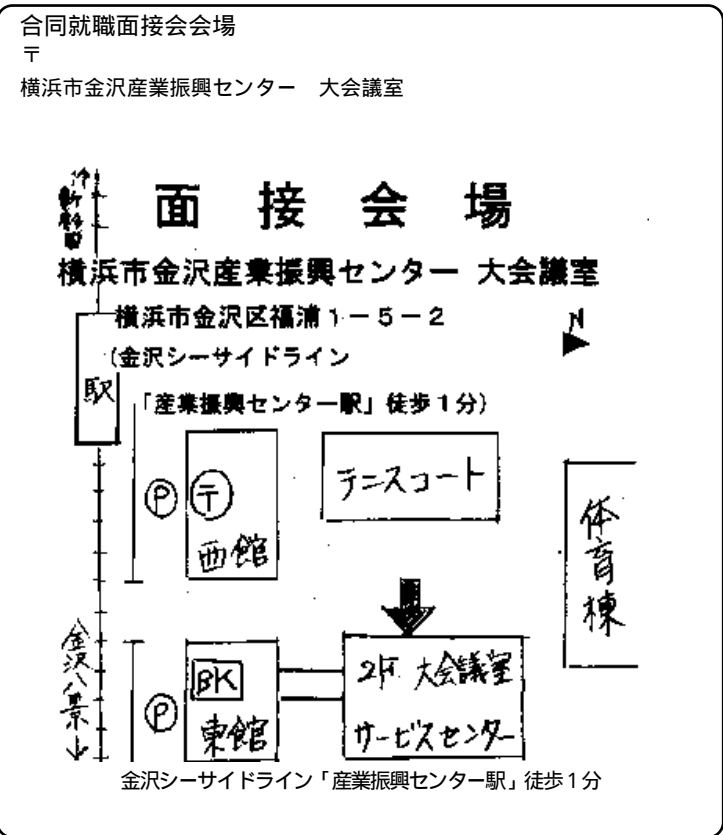 合同就職面接会会場
〒
横浜市金沢産業振興センター　大会議室
面 接 会 場
横浜市金沢産業振興センター 大会議室
横浜市金沢区福浦1－5－2
(金沢シーサイドライン
「産業振興センター駅」徒歩1分)
N
駅
テニスコート
P
〒
西館
体育棟
金沢八景
BK
2F 大会議室
P
東館
サービスセンター
金沢シーサイドライン「産業振興センター駅」徒歩1分